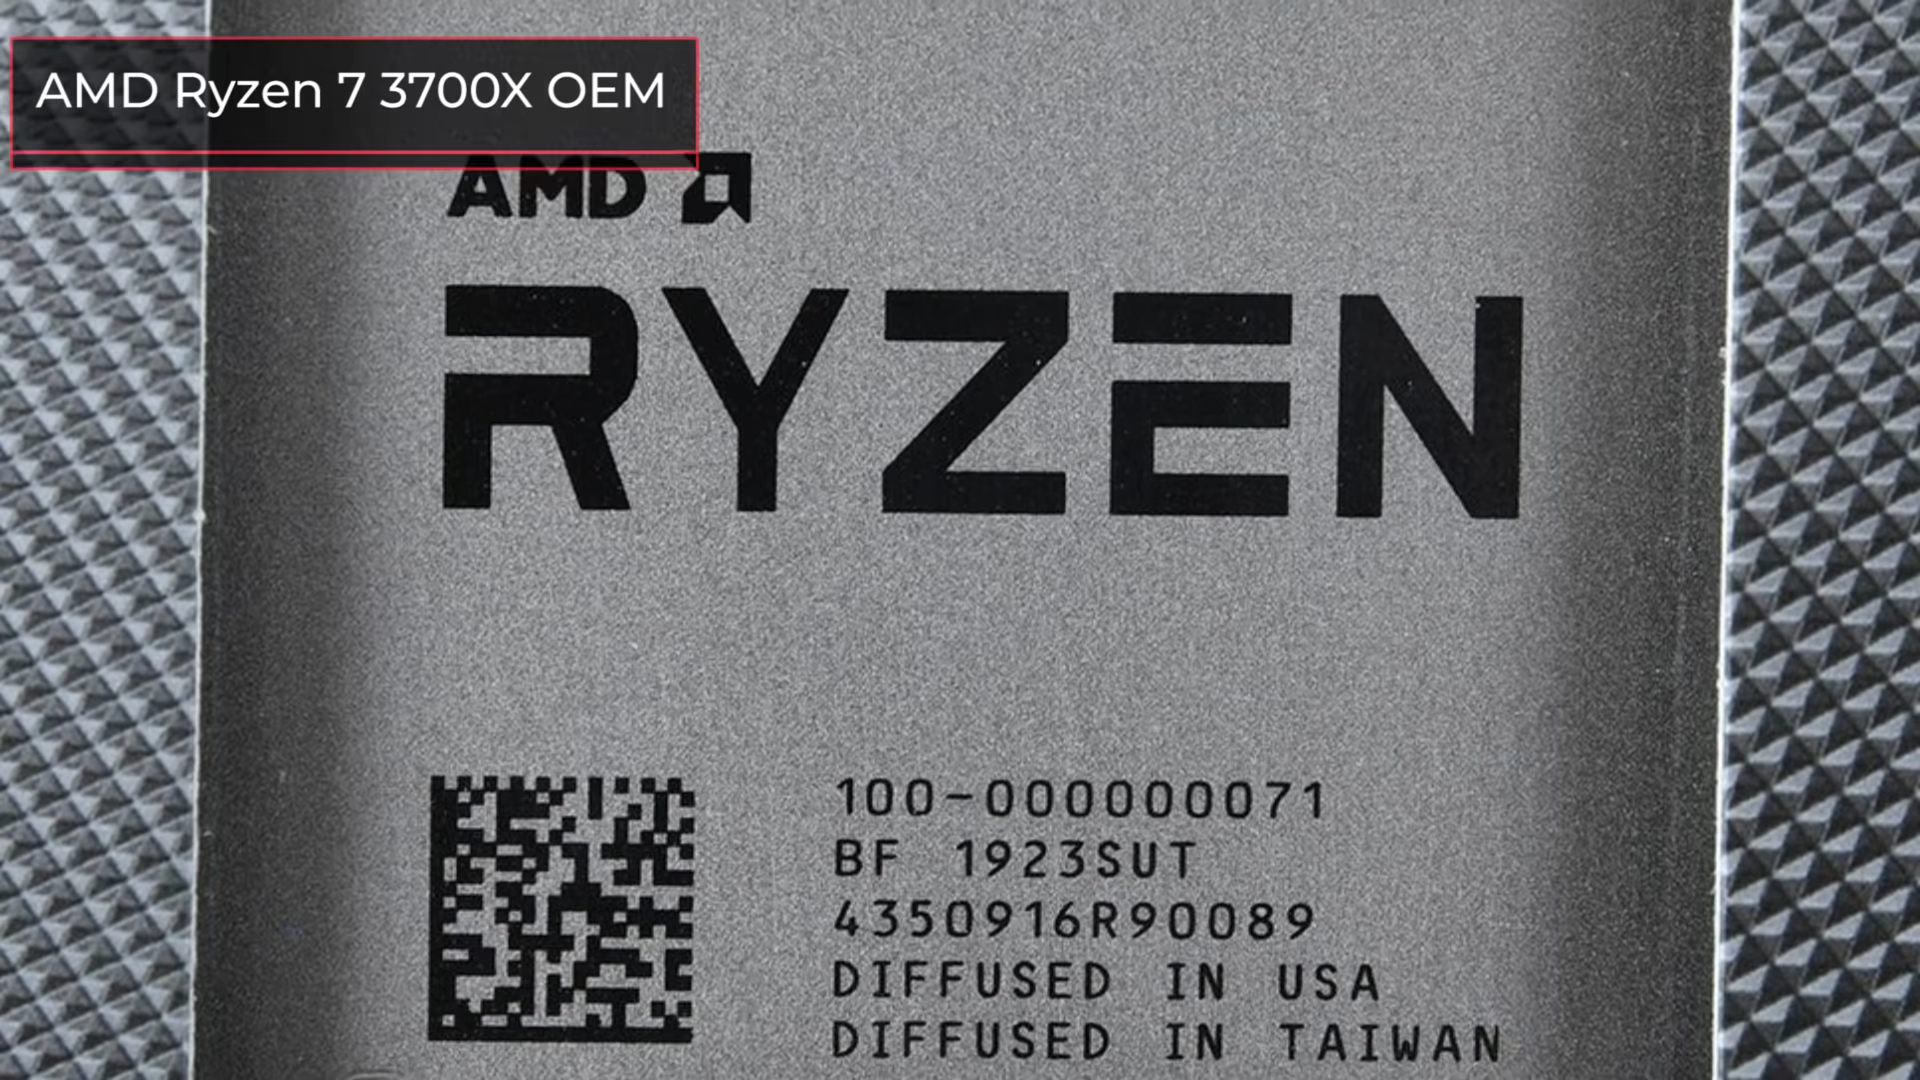 AMD Ryzen 7 3700X OEM
AMD
RYZEN
100-000000071
BF 1923SUT
4350916R90089
DIFFUSED IN USA
DIFFUSED IN TAIWAN